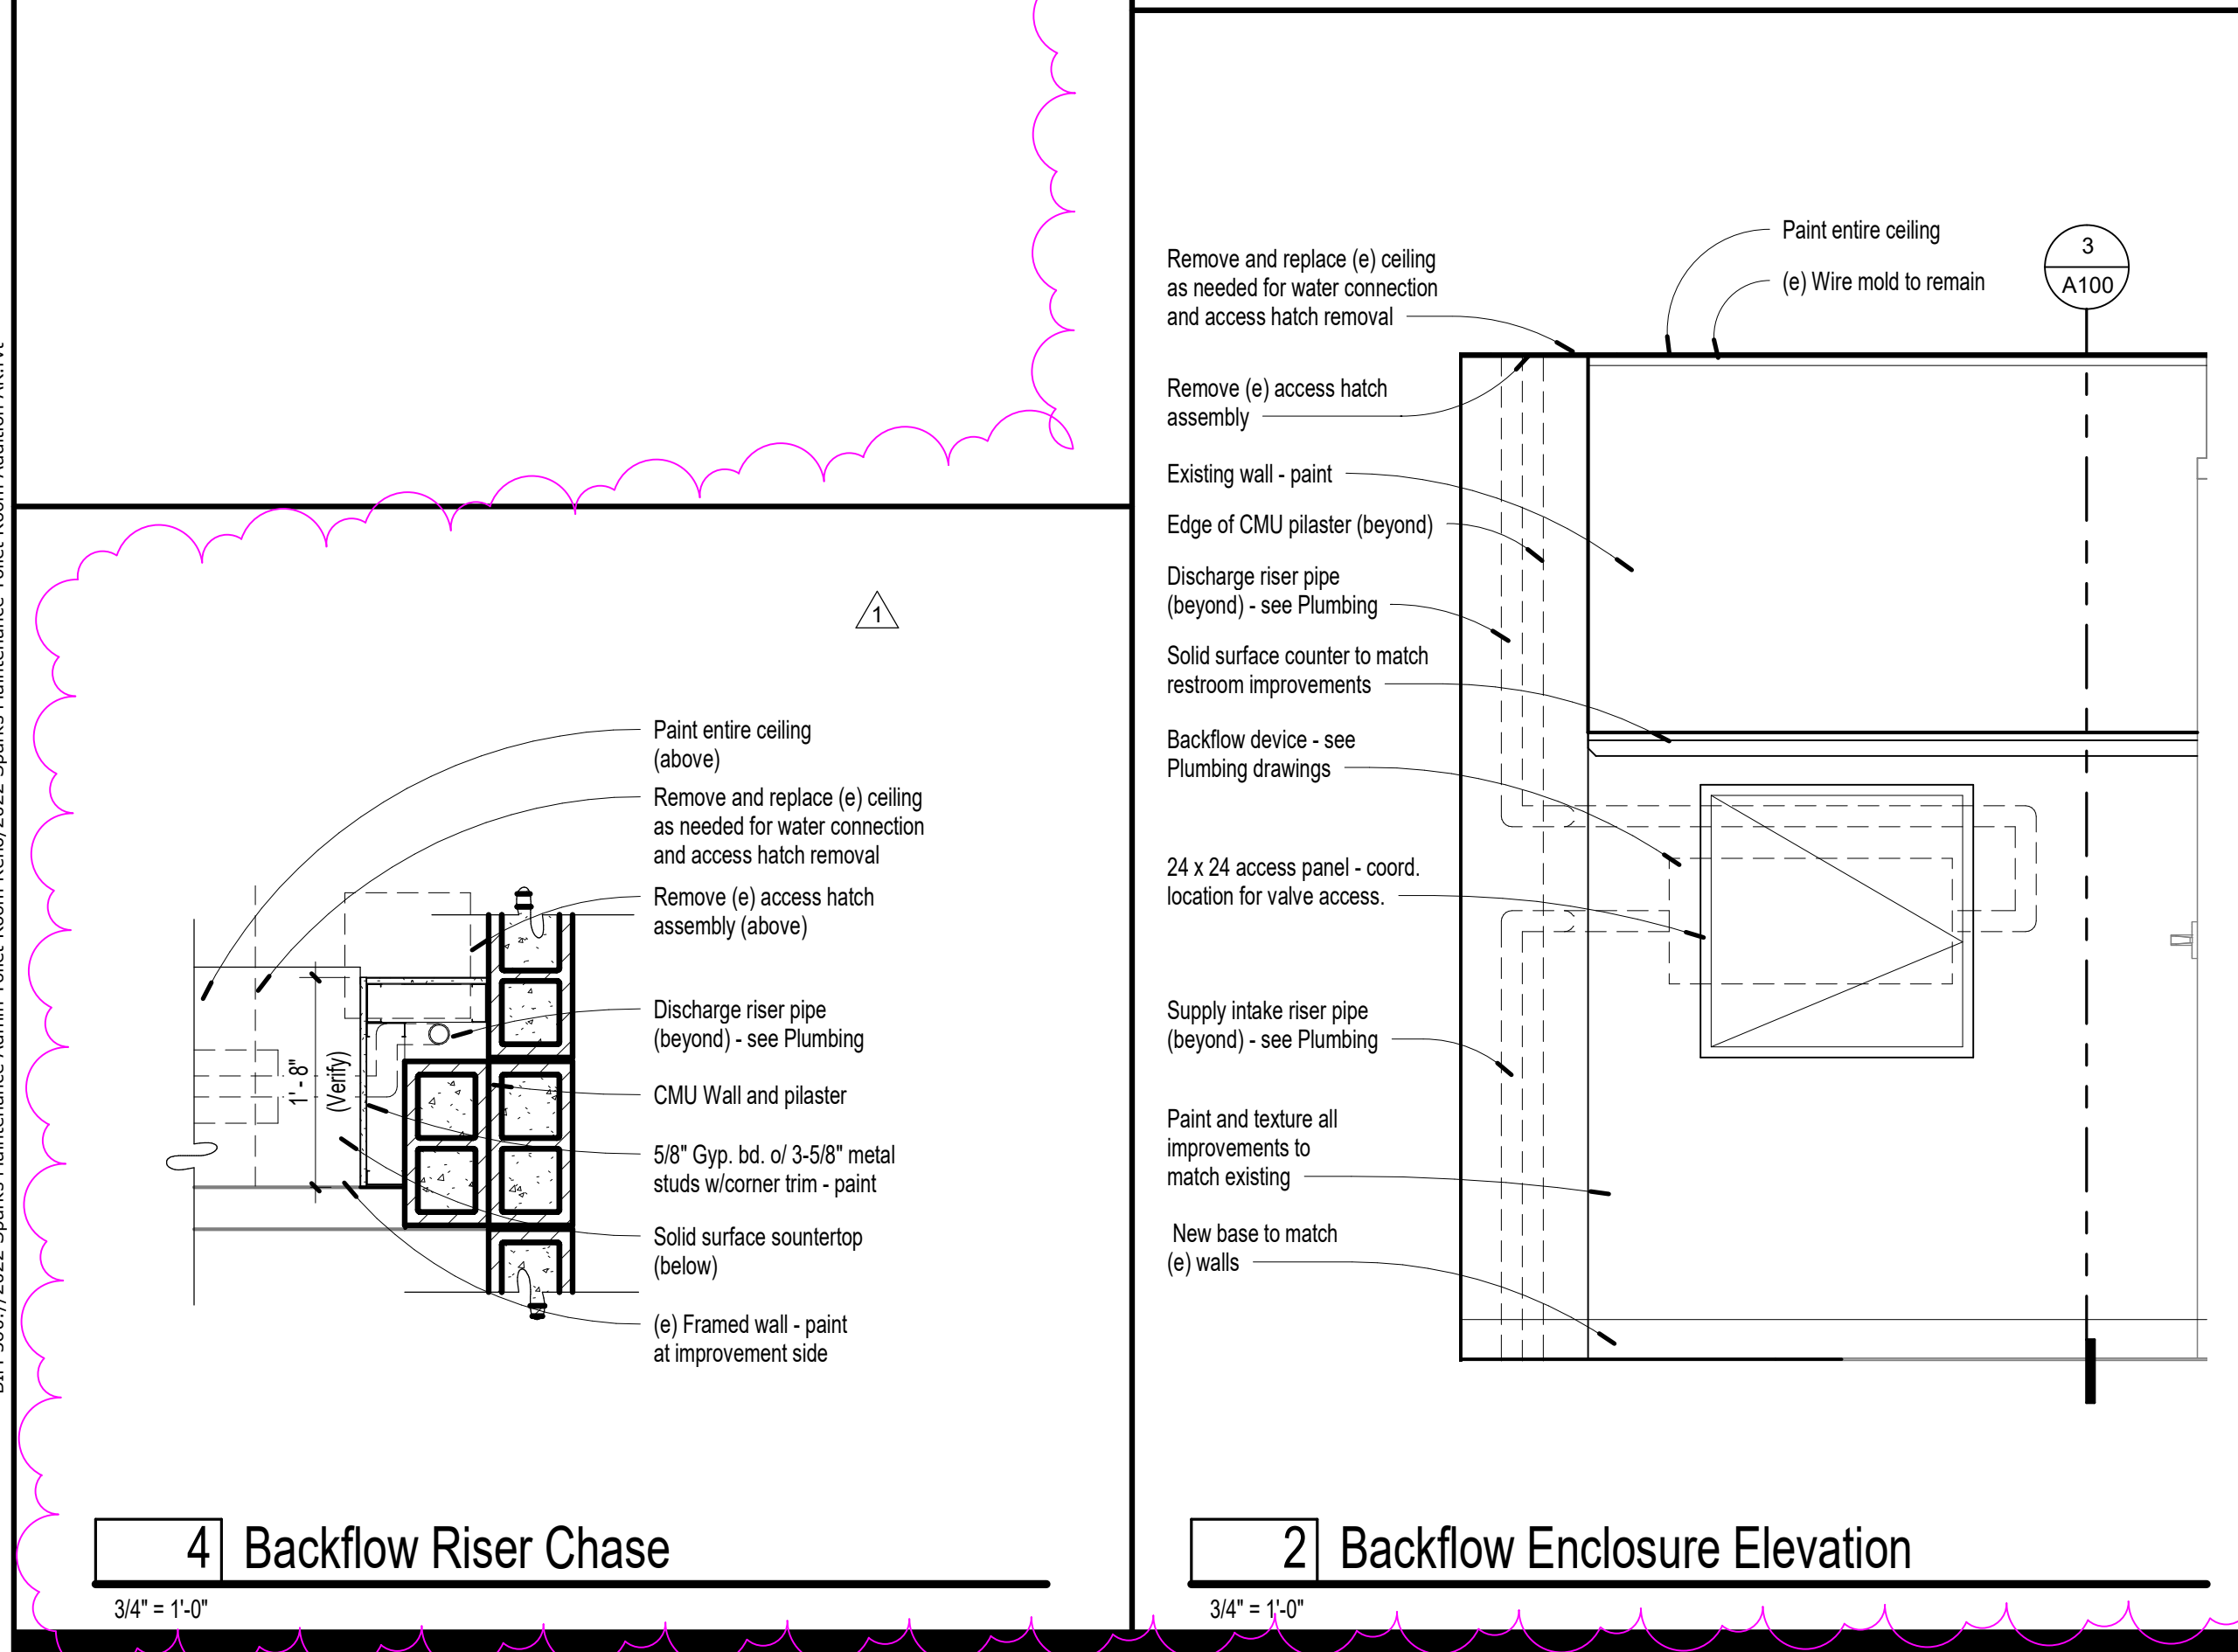 1
Paint entire ceiling
(above)
Remove and replace (e) ceiling
as needed for water connection
and access hatch removal
Remove (e) access hatch
assembly (above)
Discharge riser pipe
(beyond) - see Plumbing
CMU Wall and pilaster
5/8" Gyp. bd. o/ 3-5/8" metal
studs w/corner trim - paint
Solid surface sountertop
(below)
(e) Framed wall - paint
at improvement side
1' - 8"
(Verify)
4 Backflow Riser Chase
3/4" = 1'-0"
Remove and replace (e) ceiling
as needed for water connection
and access hatch removal
Remove (e) access hatch
assembly
Existing wall - paint
Edge of CMU pilaster (beyond)
Discharge riser pipe
(beyond) - see Plumbing
Solid surface counter to match
restroom improvements
Backflow device - see
Plumbing drawings
24 x 24 access panel - coord.
location for valve access.
Supply intake riser pipe
(beyond) - see Plumbing
Paint and texture all
improvements to
match existing
New base to match
(e) walls
Paint entire ceiling
(e) Wire mold to remain
3
A100
2 Backflow Enclosure Elevation
3/4" = 1'-0"